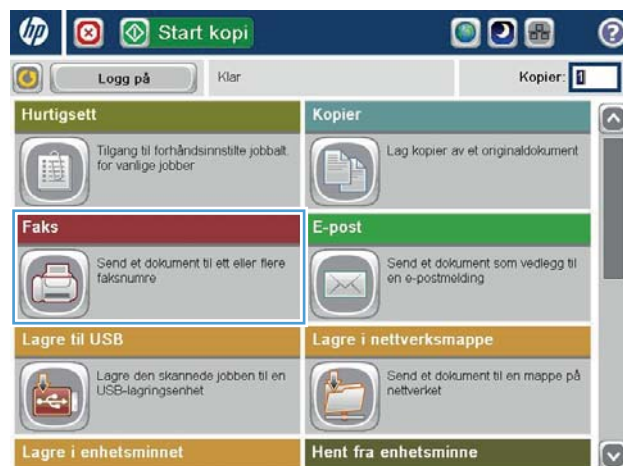 hp
Start kopi
?
Logg på
Klar
Kopier: 1
Hurtigsett
Tilgang til forhåndsinnstilte jobbalt.
for vanlige jobber
Kopier
Lag kopier av et originaldokument
Faks
Send et dokument til ett eller flere
faksnumre
E-post
Send et dokument som vedlegg til
en e-postmelding
Lagre til USB
Lagre den skannede jobben til en
USB-lagringsenhet
Lagre i nettverksmappe
Send et dokument til en mappe på
nettverket
Lagre i enhetsminnet
Hent fra enhetsminne